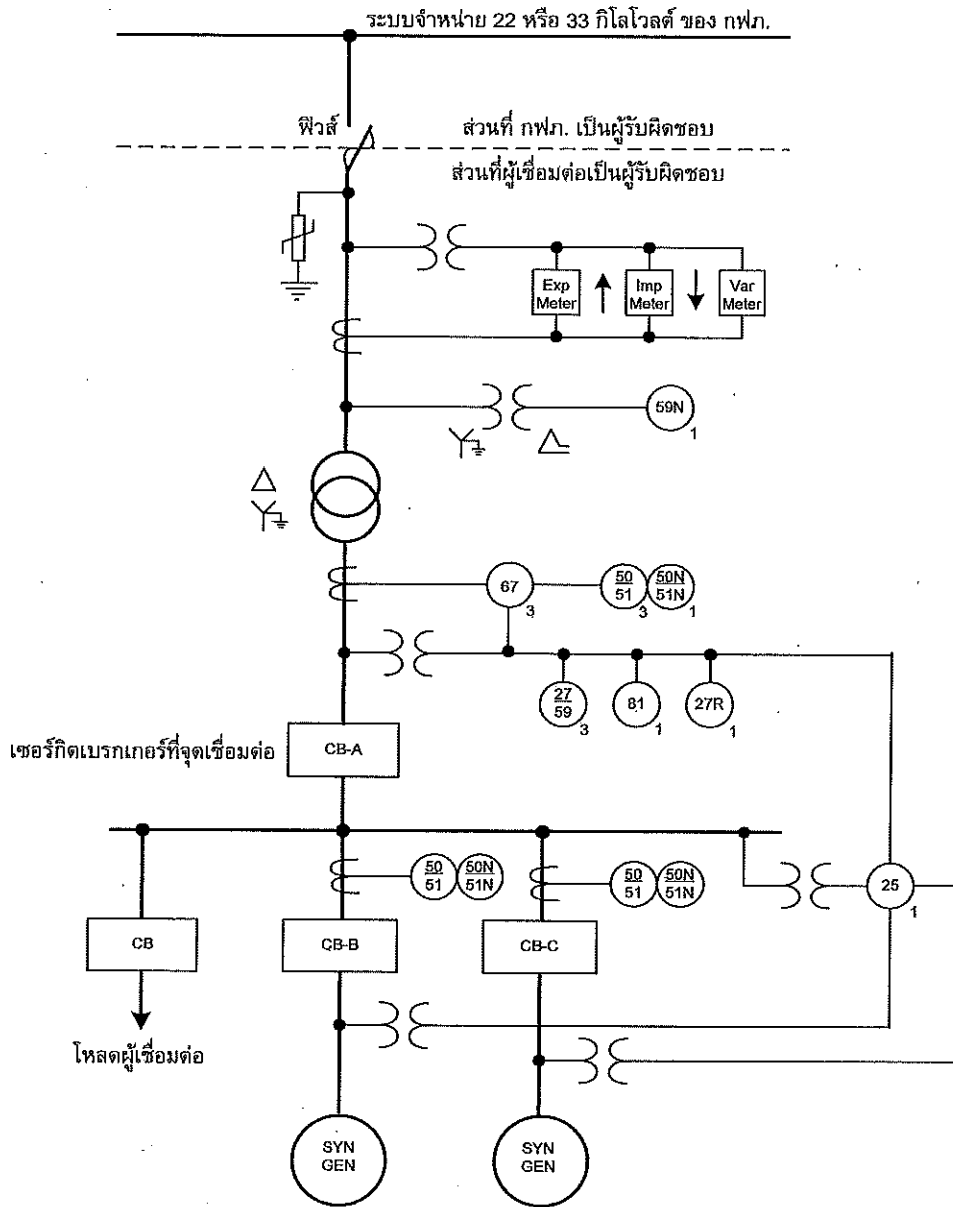 ระบบจำหน่าย 22 หรือ 33 กิโลโวลต์ ของ กฟภ.
ฟิวส์
ส่วนที่ กฟภ. เป็นผู้รับผิดชอบ
ส่วนที่ผู้เชื่อมต่อเป็นผู้รับผิดชอบ
Exp
Meter
Imp
Meter
Var
Meter
59N
1
67
3
50
51
3
50N
51N
1
27
59
3
81
1
27R
1
เซอร์กิตเบรกเกอร์ที่จุดเชื่อมต่อ
CB-A
50
51
50N
51N
50
51
50N
51N
25
1
CB
CB-B
CB-C
โหลดผู้เชื่อมต่อ
SYN
GEN
SYN
GEN